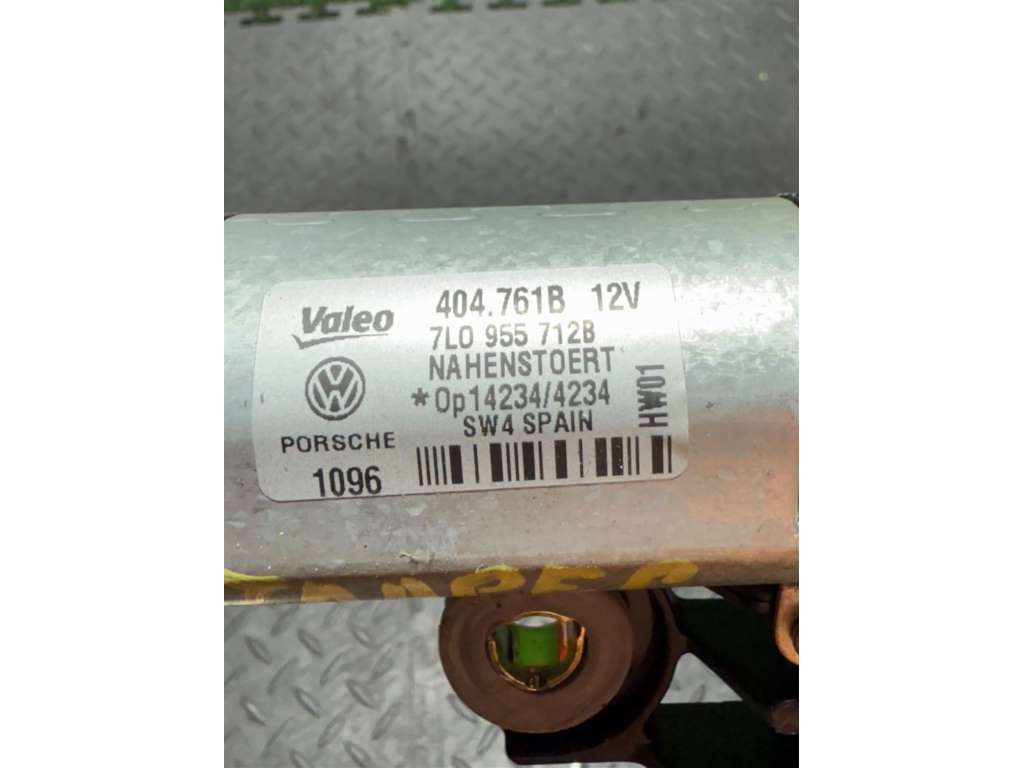 Valeo 404.761B 12V
7L0 955 712B
NAHENSTOERT
*Op14234/4234
SW4 SPAIN
HW01
PORSCHE
1096